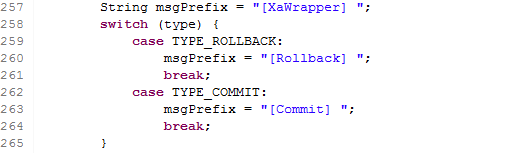 257 String msgPrefix = "[XaWrapper] ";
258 switch (type) {
259 case TYPE_ROLLBACK:
260 msgPrefix = "[Rollback] ";
261 break;
262 case TYPE_COMMIT:
263 msgPrefix = "[Commit] ";
264 break;
265 }